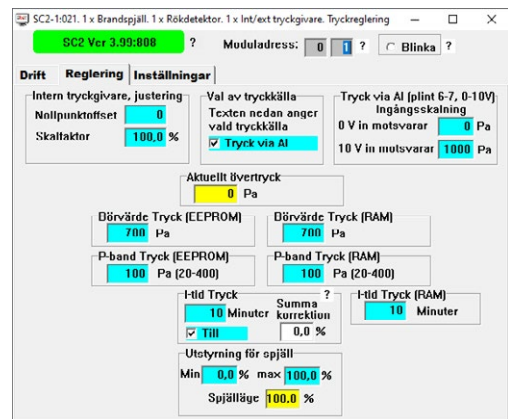 SC2-1:021. 1 x Brandspjäll. 1 x Rökdetektor. 1 x Int/ext tryckgivare. Tryckreglering
SC2 Ver 3.99:808 ? Moduladress: 0 1 ? Blinka ?
Drift Reglering Inställningar
Intern tryckgivare, justering
Nollpunktoffset 0
Skalfaktor 100,0 %
Val av tryckkälla
Texten nedan anger
vald tryckkälla
Tryck via AI
Tryck via AI (plint 6-7, 0-10V)
Ingångsskalning
0 V in motsvarar 0 Pa
10 V in motsvarar 1000 Pa
Aktuellt övertryck
0 Pa
Börvärde Tryck (EEPROM)
700 Pa
Börvärde Tryck (RAM)
700 Pa
P-band Tryck (EEPROM)
100 Pa (20-400)
P-band Tryck (RAM)
100 Pa (20-400)
I-tid Tryck ?
10 Minuter
Till
Summa
korrektion
0,0 %
I-tid Tryck (RAM)
10 Minuter
Utstyrning för spjäll
Min 0,0 % max 100,0 %
Spjälläge 100.0 %